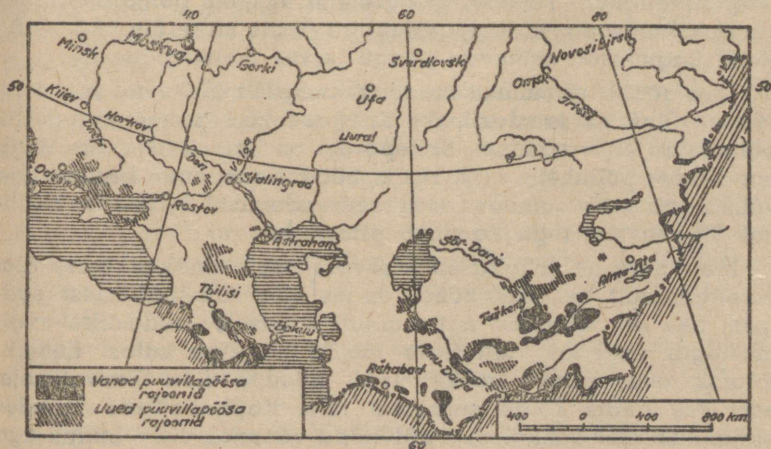 40
60
80
Minsk
Moskva
Gorki
Sverdlovsk
Novosibirsk
Omsk
Irtõš
50
50
Ufa
Kiiev
Harkov
Uural
Don
Volga
Stalingrad
Odessa
Rostov
Astrahan
Sõr-Darja
Alma-Ata
Tbilisi
Taškent
Bakuu
Amu-Darja
Ašhabad
Vanad puuvillapõõsa
rajoonid
Uued puuvillapõõsa
rajoonid
400 0 400 800 km
60